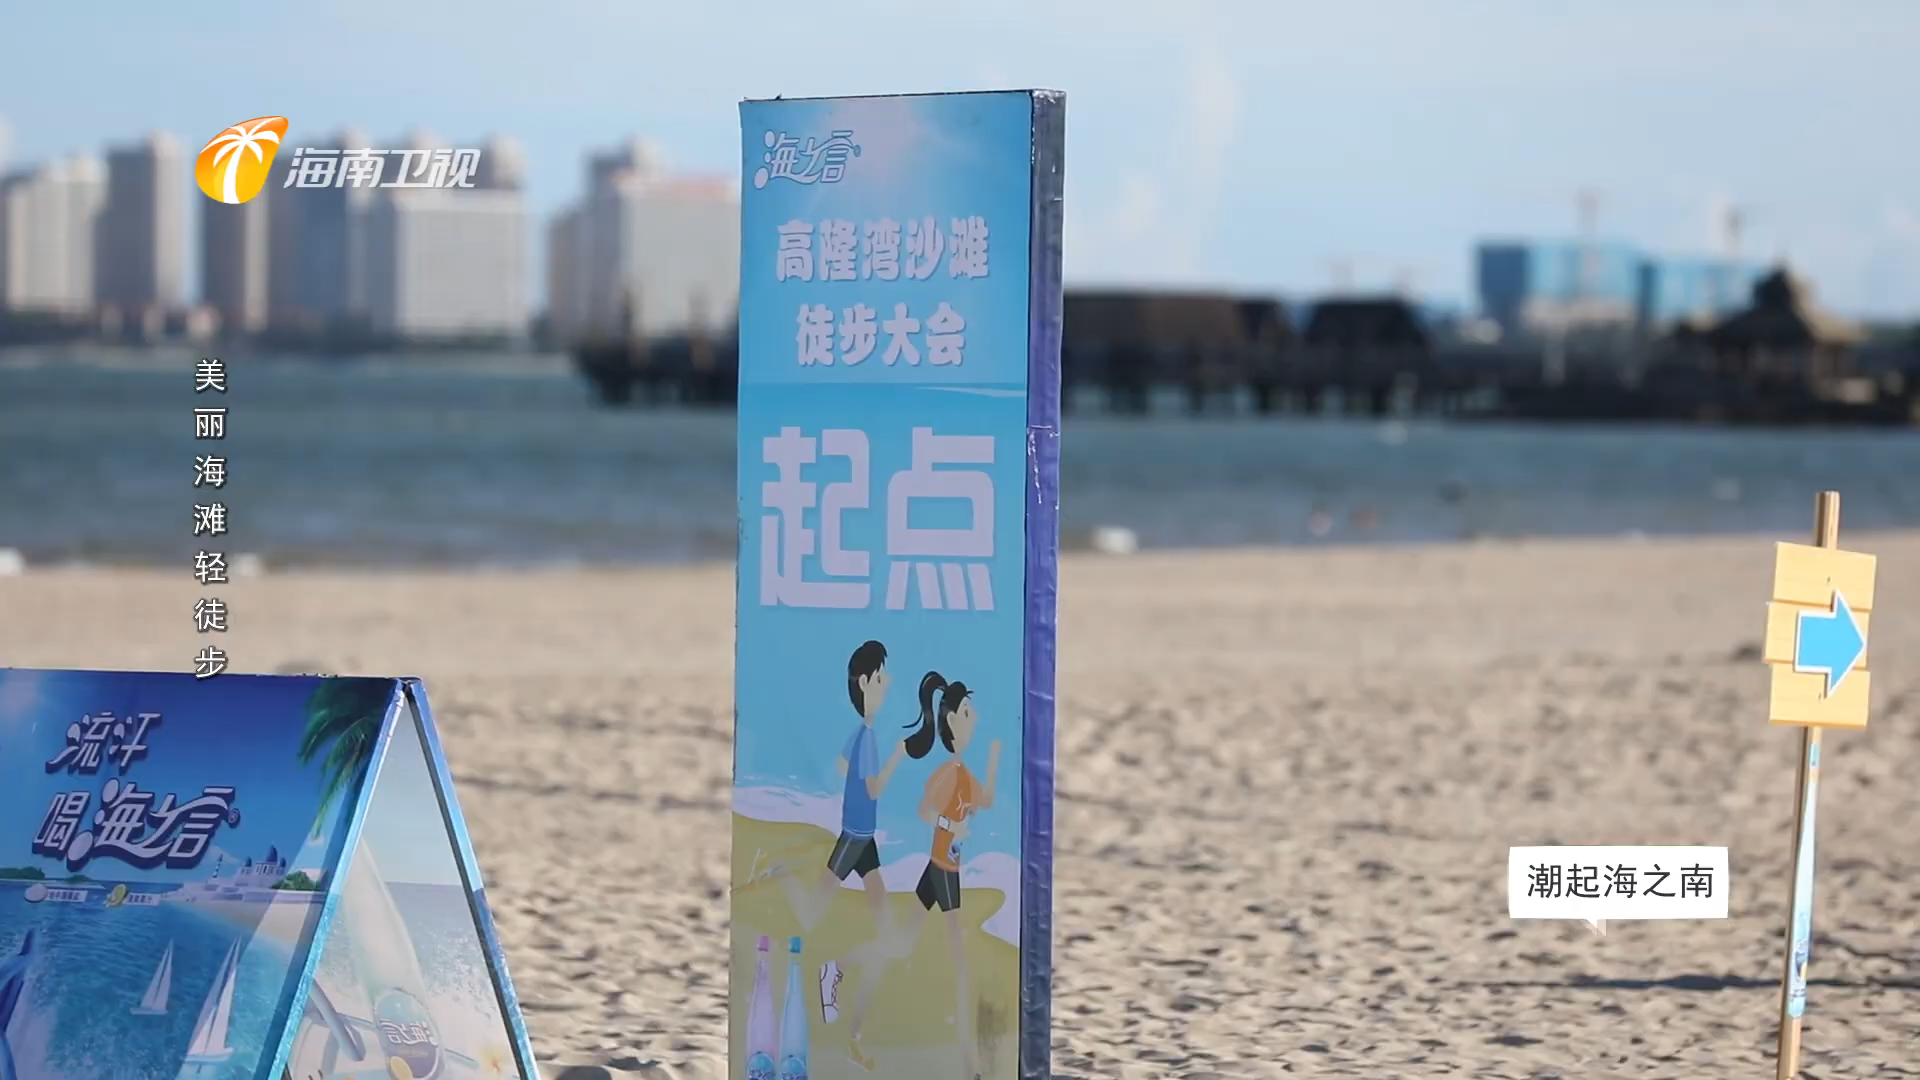 海南卫视
美丽海滩轻徒步
海之言
高隆湾沙滩
徒步大会
起点
流汗
喝海之言
潮起海之南